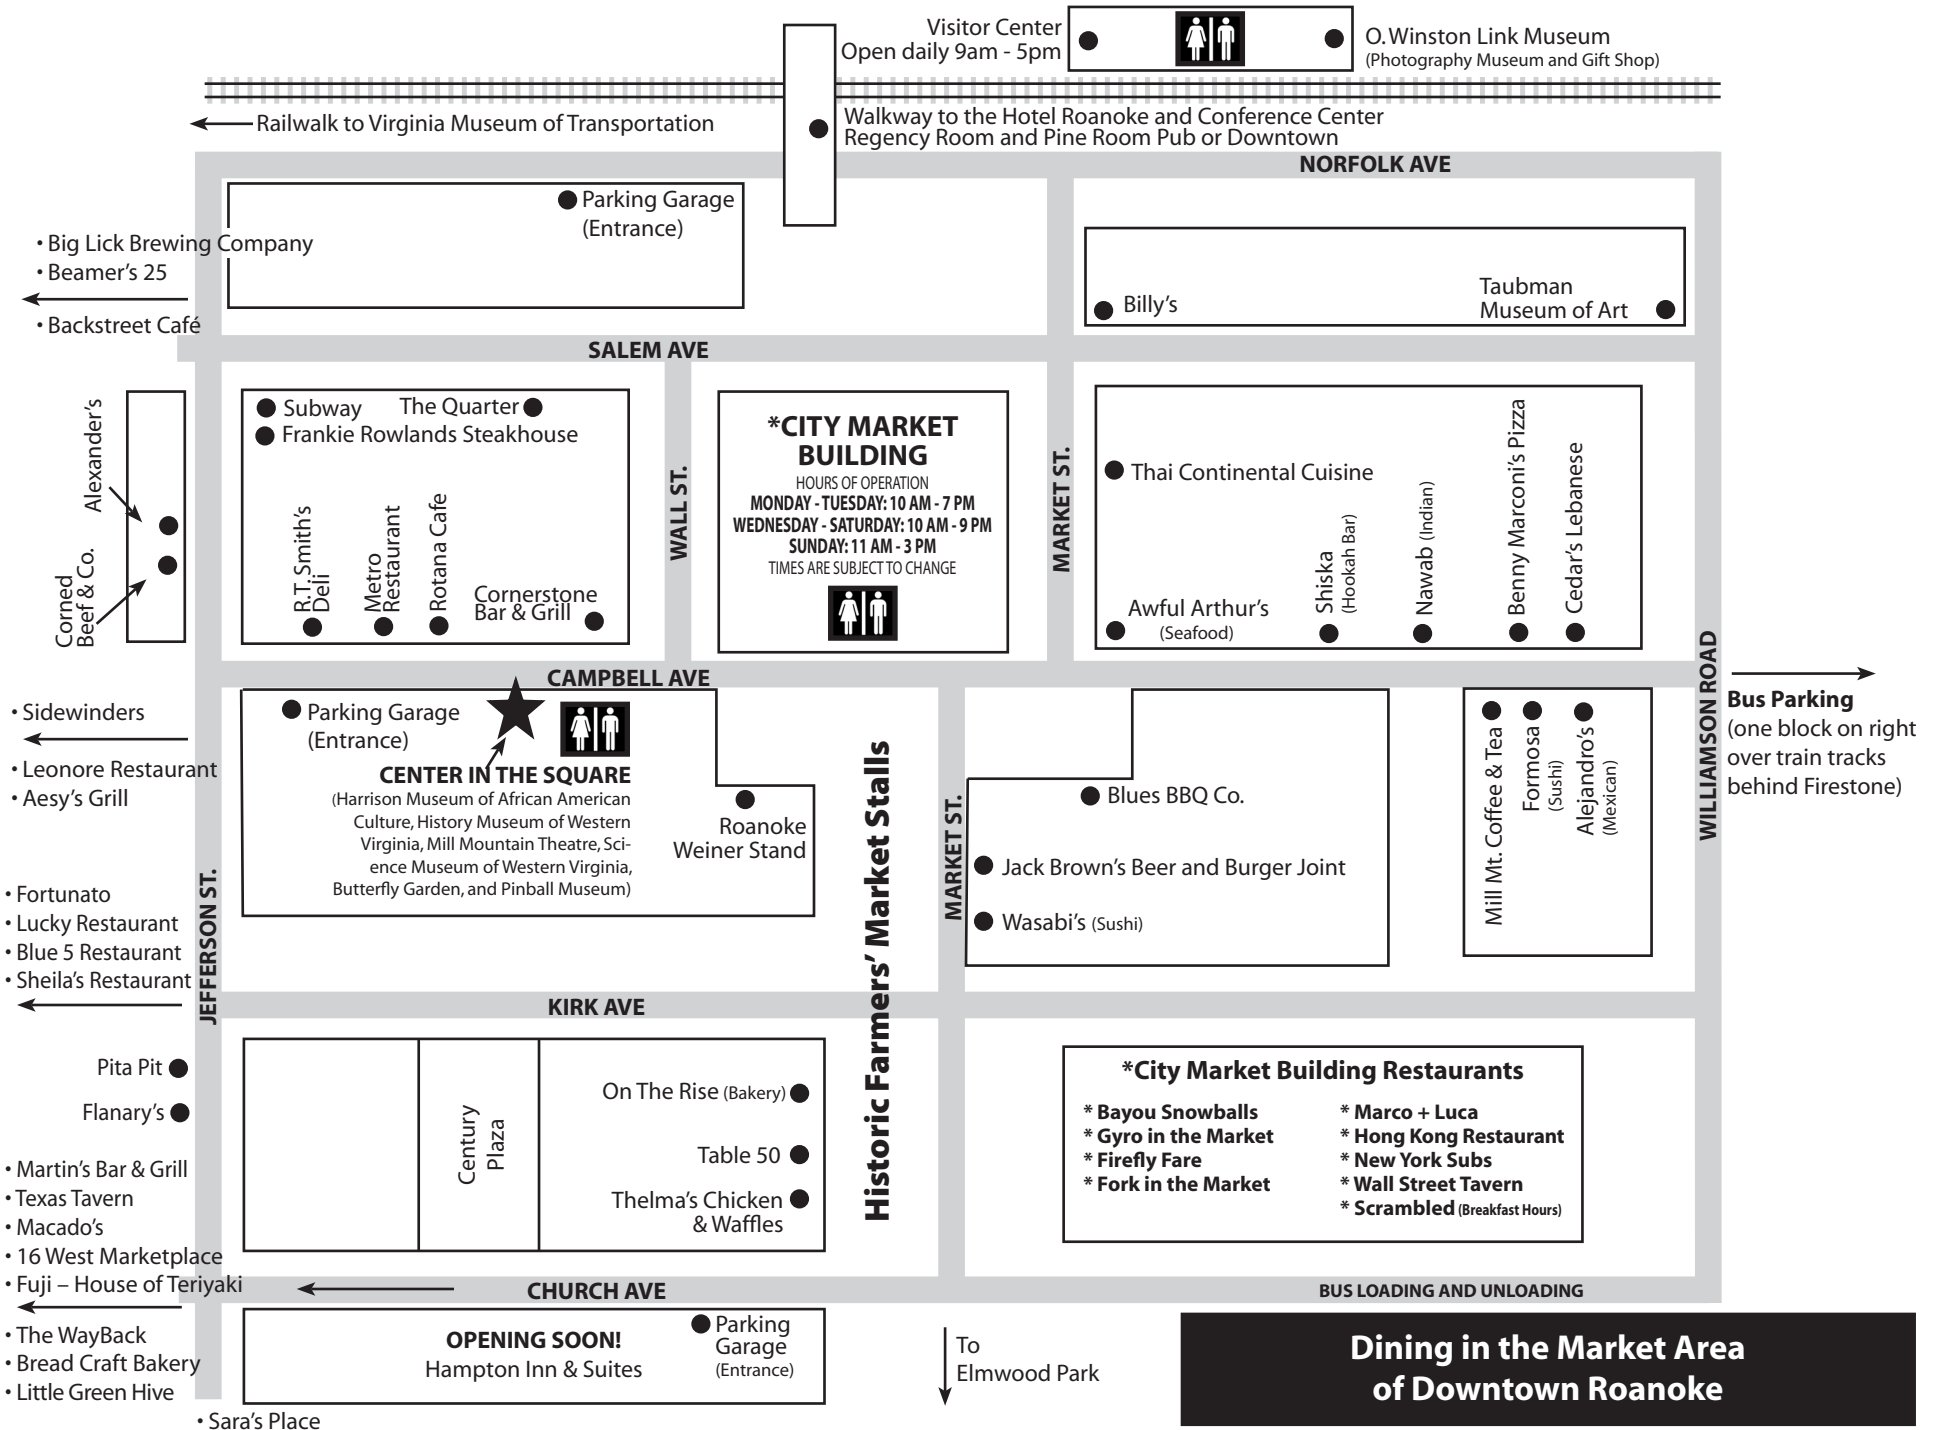 Visitor Center
Open daily 9am - 5pm
O. Winston Link Museum
(Photography Museum and Gift Shop)
Railwalk to Virginia Museum of Transportation
Walkway to the Hotel Roanoke and Conference Center
Regency Room and Pine Room Pub or Downtown
NORFOLK AVE
Parking Garage
(Entrance)
• Big Lick Brewing Company
• Beamer's 25
• Backstreet Café
Billy's
Taubman
Museum of Art
SALEM AVE
Alexander's
Corned
Beef & Co.
Subway
The Quarter
Frankie Rowlands Steakhouse
R.T. Smith's
Deli
Metro
Restaurant
Rotana Cafe
Cornerstone
Bar & Grill
WALL ST.
*CITY MARKET
BUILDING
HOURS OF OPERATION
MONDAY - TUESDAY: 10 AM - 7 PM
WEDNESDAY - SATURDAY: 10 AM - 9 PM
SUNDAY: 11 AM - 3 PM
TIMES ARE SUBJECT TO CHANGE
MARKET ST.
Thai Continental Cuisine
Awful Arthur's
(Seafood)
Shiska
(Hookah Bar)
Nawab (Indian)
Benny Marconi's Pizza
Cedar's Lebanese
CAMPBELL AVE
WILLIAMSON ROAD
Bus Parking
(one block on right
over train tracks
behind Firestone)
• Sidewinders
• Leonore Restaurant
• Aesy's Grill
Parking Garage
(Entrance)
CENTER IN THE SQUARE
(Harrison Museum of African American
Culture, History Museum of Western
Virginia, Mill Mountain Theatre, Sci-
ence Museum of Western Virginia,
Butterfly Garden, and Pinball Museum)
Roanoke
Weiner Stand
Historic Farmers' Market Stalls
MARKET ST.
Blues BBQ Co.
Jack Brown's Beer and Burger Joint
Wasabi's (Sushi)
Mill Mt. Coffee & Tea
Formosa
(Sushi)
Alejandro's
(Mexican)
• Fortunato
• Lucky Restaurant
• Blue 5 Restaurant
• Sheila's Restaurant
JEFFERSON ST.
KIRK AVE
Pita Pit
Flanary's
Century
Plaza
On The Rise (Bakery)
Table 50
Thelma's Chicken
& Waffles
*City Market Building Restaurants
* Bayou Snowballs
* Gyro in the Market
* Firefly Fare
* Fork in the Market
* Marco + Luca
* Hong Kong Restaurant
* New York Subs
* Wall Street Tavern
* Scrambled (Breakfast Hours)
• Martin's Bar & Grill
• Texas Tavern
• Macado's
• 16 West Marketplace
• Fuji – House of Teriyaki
CHURCH AVE
BUS LOADING AND UNLOADING
• The WayBack
• Bread Craft Bakery
• Little Green Hive
• Sara's Place
OPENING SOON!
Hampton Inn & Suites
Parking
Garage
(Entrance)
To
Elmwood Park
Dining in the Market Area
of Downtown Roanoke